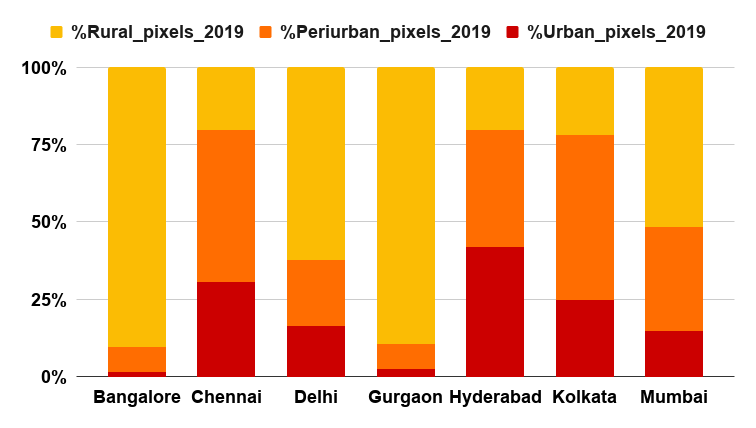 %Rural_pixels_2019 %Periurban_pixels_2019 %Urban_pixels_2019
100%
75%
50%
25%
0%
Bangalore Chennai Delhi Gurgaon Hyderabad Kolkata Mumbai